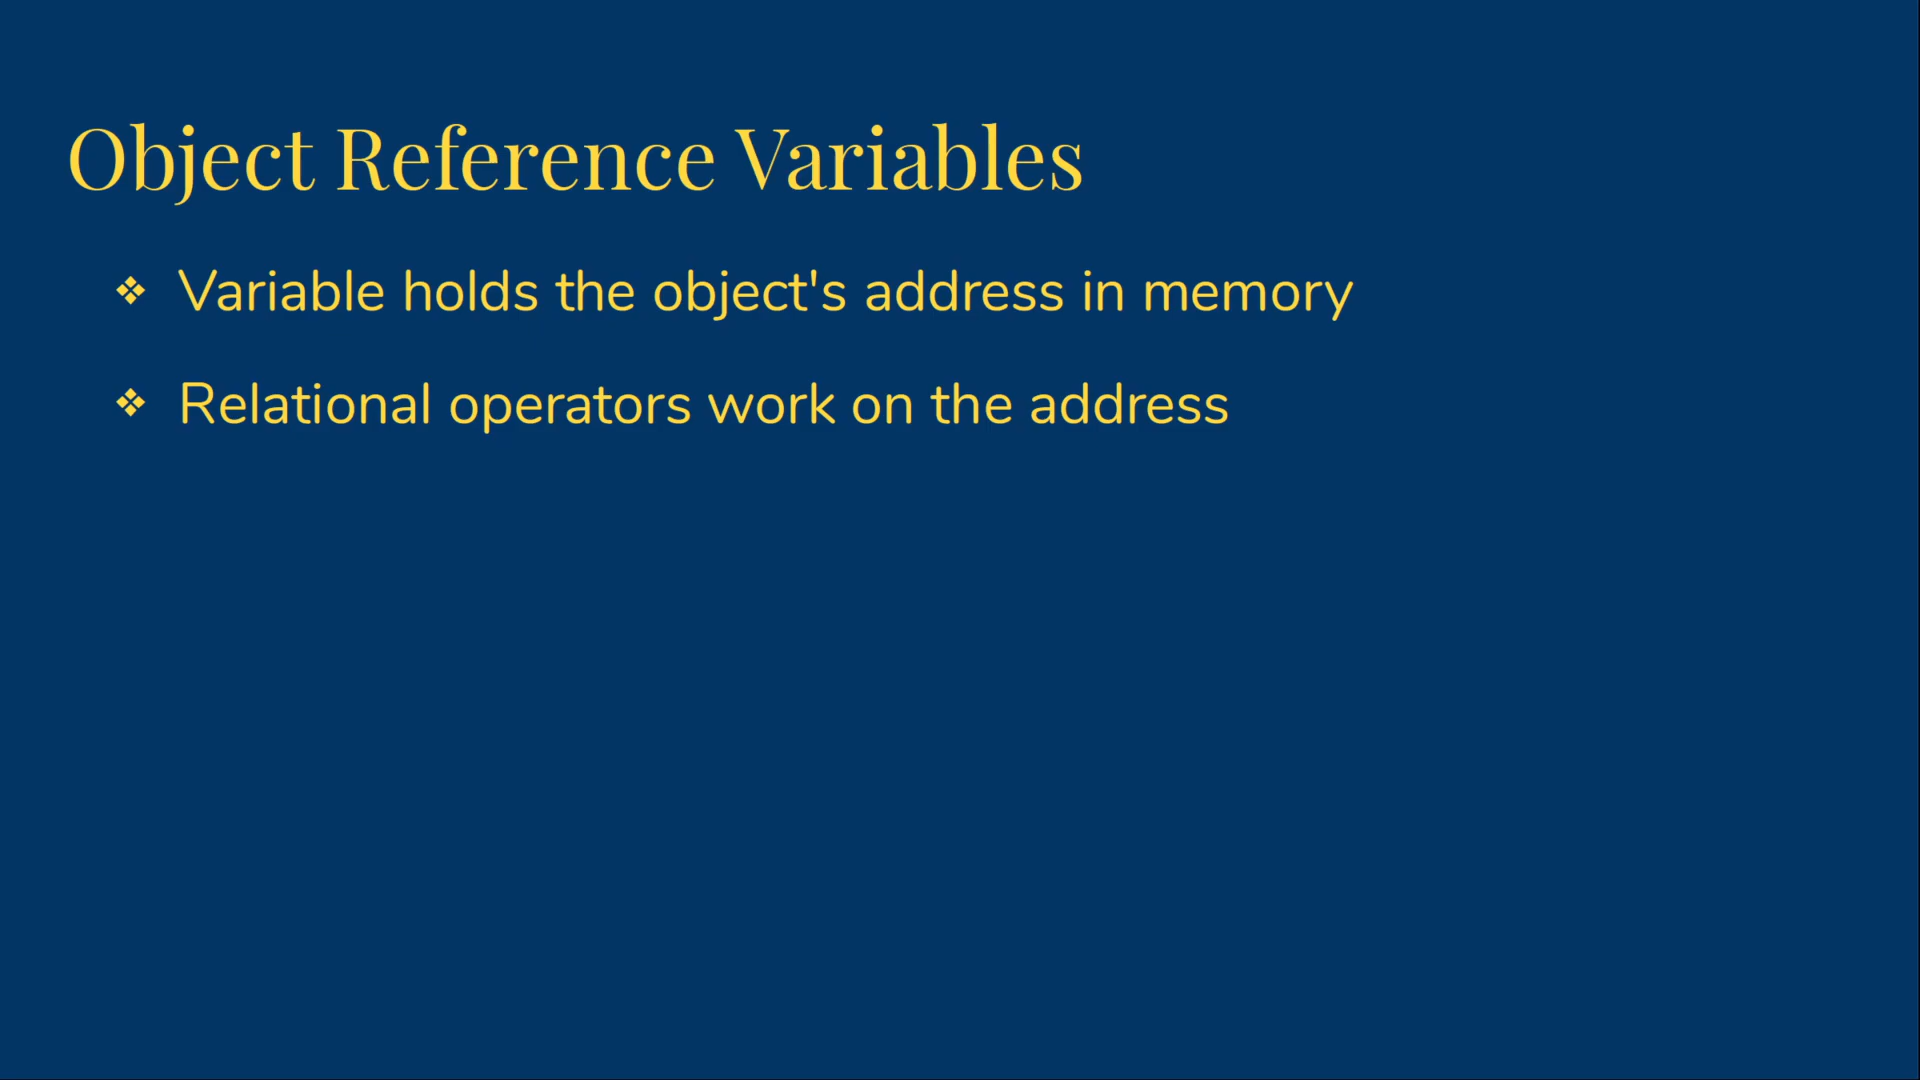 Object Reference Variables
❖ Variable holds the object's address in memory
❖ Relational operators work on the address